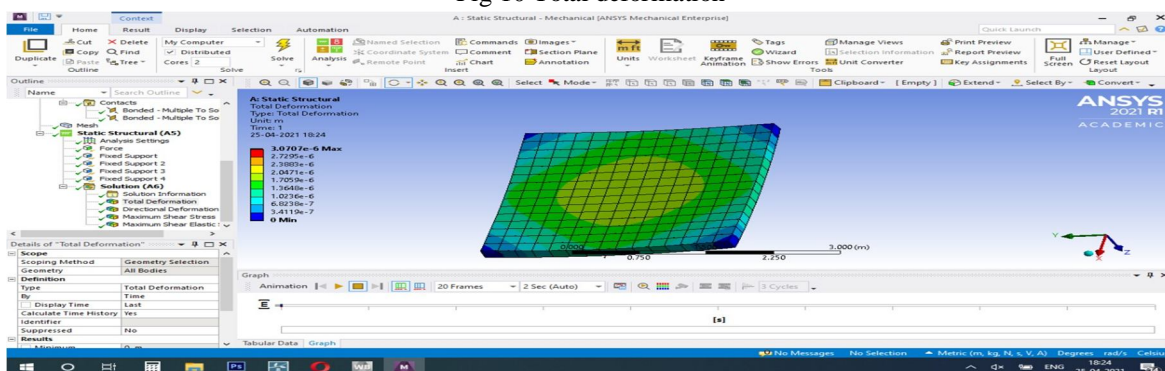 Fig 10 Total deformation
Context
A : Static Structural - Mechanical [ANSYS Mechanical Enterprise]
File Home Result Display Selection Automation Quick Launch
Duplicate Cut Copy Paste Delete Find Tree
Outline
My Computer Distributed Cores 2 Solve
Solve
Analysis Named Selection Coordinate System Remote Point Commands Comment Chart Images Section Plane Annotation
Insert
Units Worksheet Keyframe Animation Tags Wizard Show Errors Manage Views Selection Information Unit Converter Print Preview Report Preview Key Assignments
Tools
Full Screen Manage User Defined Reset Layout
Layout
Outline
Name Search Outline
Select Mode Clipboard [ Empty ] Extend Select By Convert
Contacts
Bonded - Multiple To So
Bonded - Multiple To So
Mesh
Static Structural (A5)
Analysis Settings
Force
Fixed Support
Fixed Support 2
Fixed Support 3
Fixed Support 4
Solution (A6)
Solution Information
Total Deformation
Directional Deformation
Maximum Shear Stress
Maximum Shear Elastic
A: Static Structural
Total Deformation
Type: Total Deformation
Unit: m
Time: 1
25-04-2021 18:24
3.0707e-6 Max
2.7295e-6
2.3883e-6
2.0471e-6
1.7059e-6
1.3648e-6
1.0236e-6
6.8238e-7
3.4119e-7
0 Min
ANSYS
2021 R1
ACADEMIC
0.000 3.000 (m)
0.750 2.250
Y Z
Details of "Total Deformation"
Scope
Scoping Method Geometry Selection
Geometry All Bodies
Definition
Type Total Deformation
By Time
Display Time Last
Calculate Time History Yes
Identifier
Suppressed No
Results
Minimum 0. m
Graph
Animation 20 Frames 2 Sec (Auto) 3 Cycles
[s]
Tabular Data Graph
No Messages No Selection Metric (m, kg, N, s, V, A) Degrees rad/s Celsiu
Ps M ENG 18:24
25-04-2021